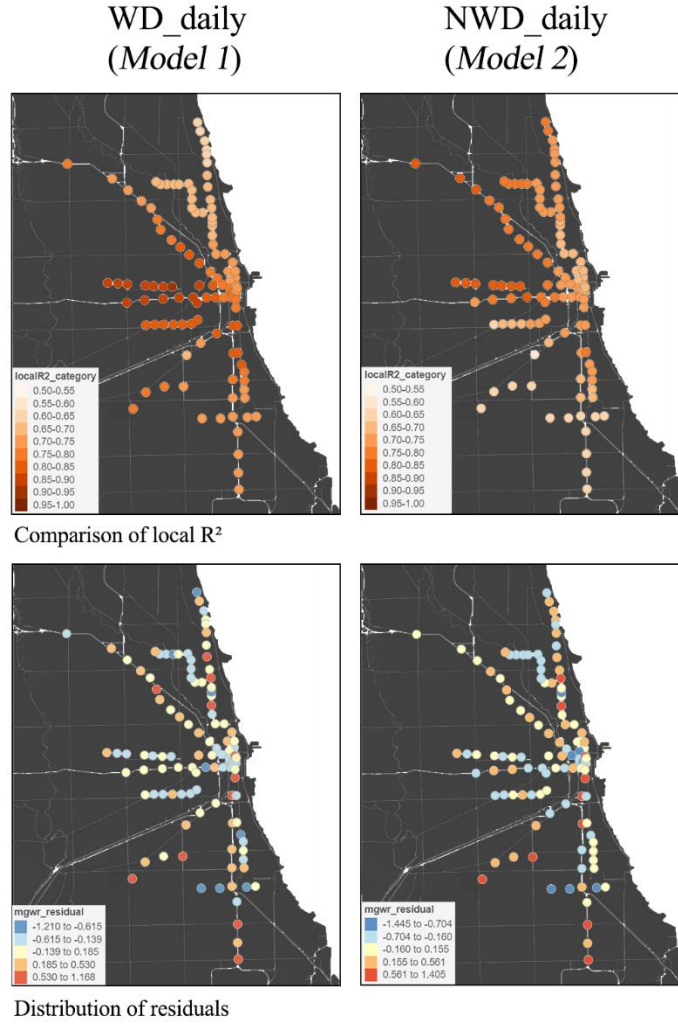 WD_daily
(Model 1)
NWD_daily
(Model 2)
localR2_category
0.50-0.55
0.55-0.60
0.60-0.65
0.65-0.70
0.70-0.75
0.75-0.80
0.80-0.85
0.85-0.90
0.90-0.95
0.95-1.00
localR2_category
0.50-0.55
0.55-0.60
0.60-0.65
0.65-0.70
0.70-0.75
0.75-0.80
0.80-0.85
0.85-0.90
0.90-0.95
0.95-1.00
Comparison of local R²
mgwr_residual
-1.210 to -0.615
-0.615 to -0.139
-0.139 to 0.185
0.185 to 0.530
0.530 to 1.168
mgwr_residual
-1.445 to -0.704
-0.704 to -0.160
-0.160 to 0.155
0.155 to 0.561
0.561 to 1.405
Distribution of residuals